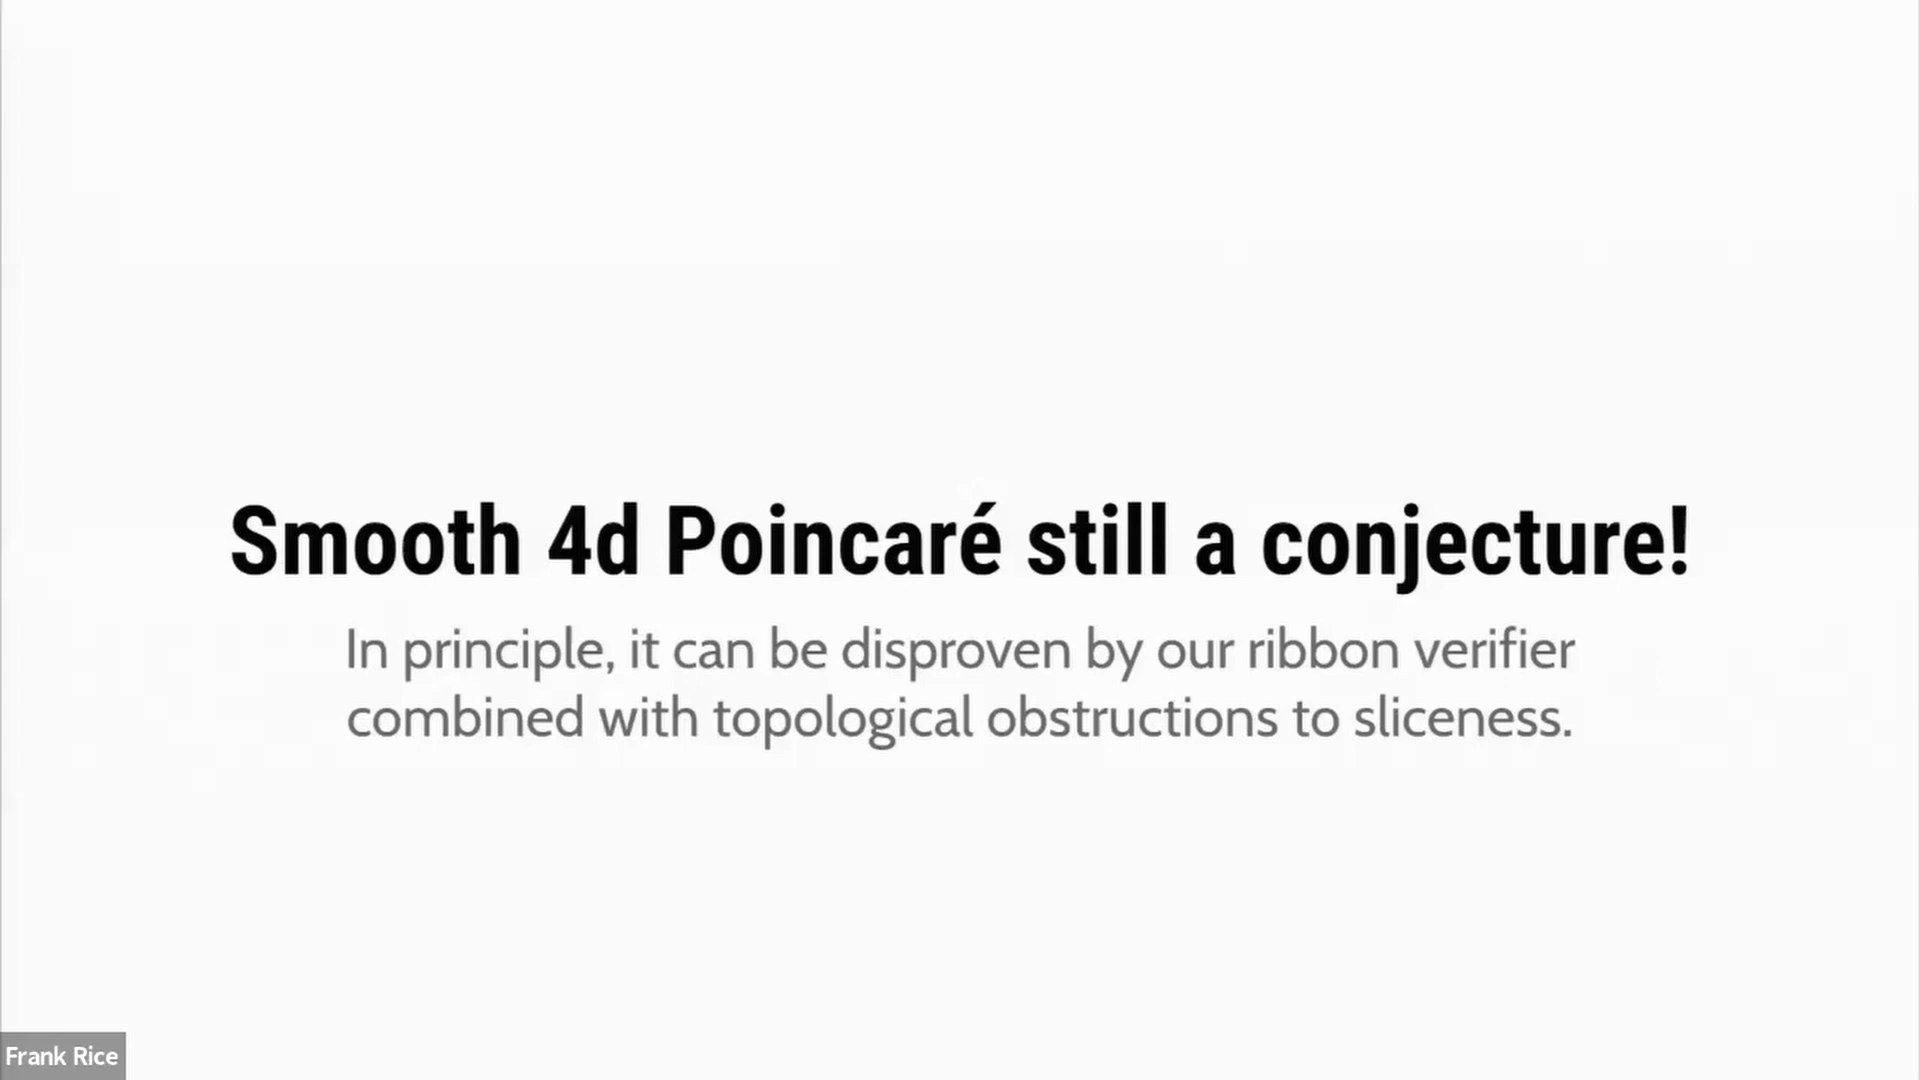 Smooth 4d Poincaré still a conjecture!
In principle, it can be disproven by our ribbon verifier
combined with topological obstructions to sliceness.
Frank Rice